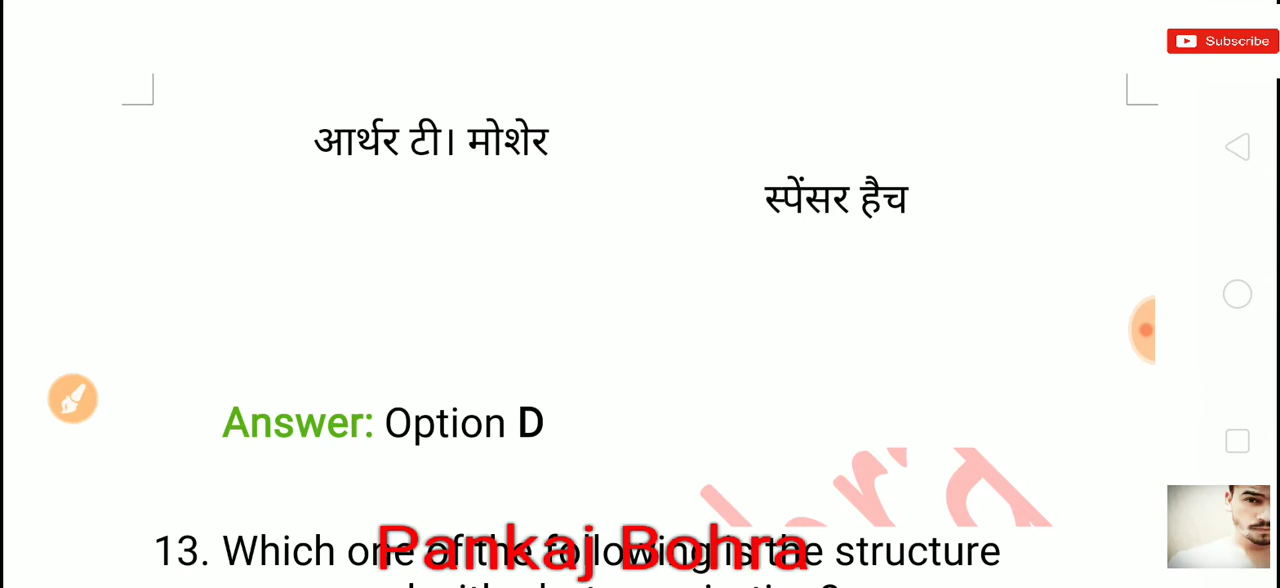 Subscribe
आर्थर टी। मोशेर
स्पेंसर हैच
Answer: Option D
13. Which one of the following is the structure
Pankaj Bohra